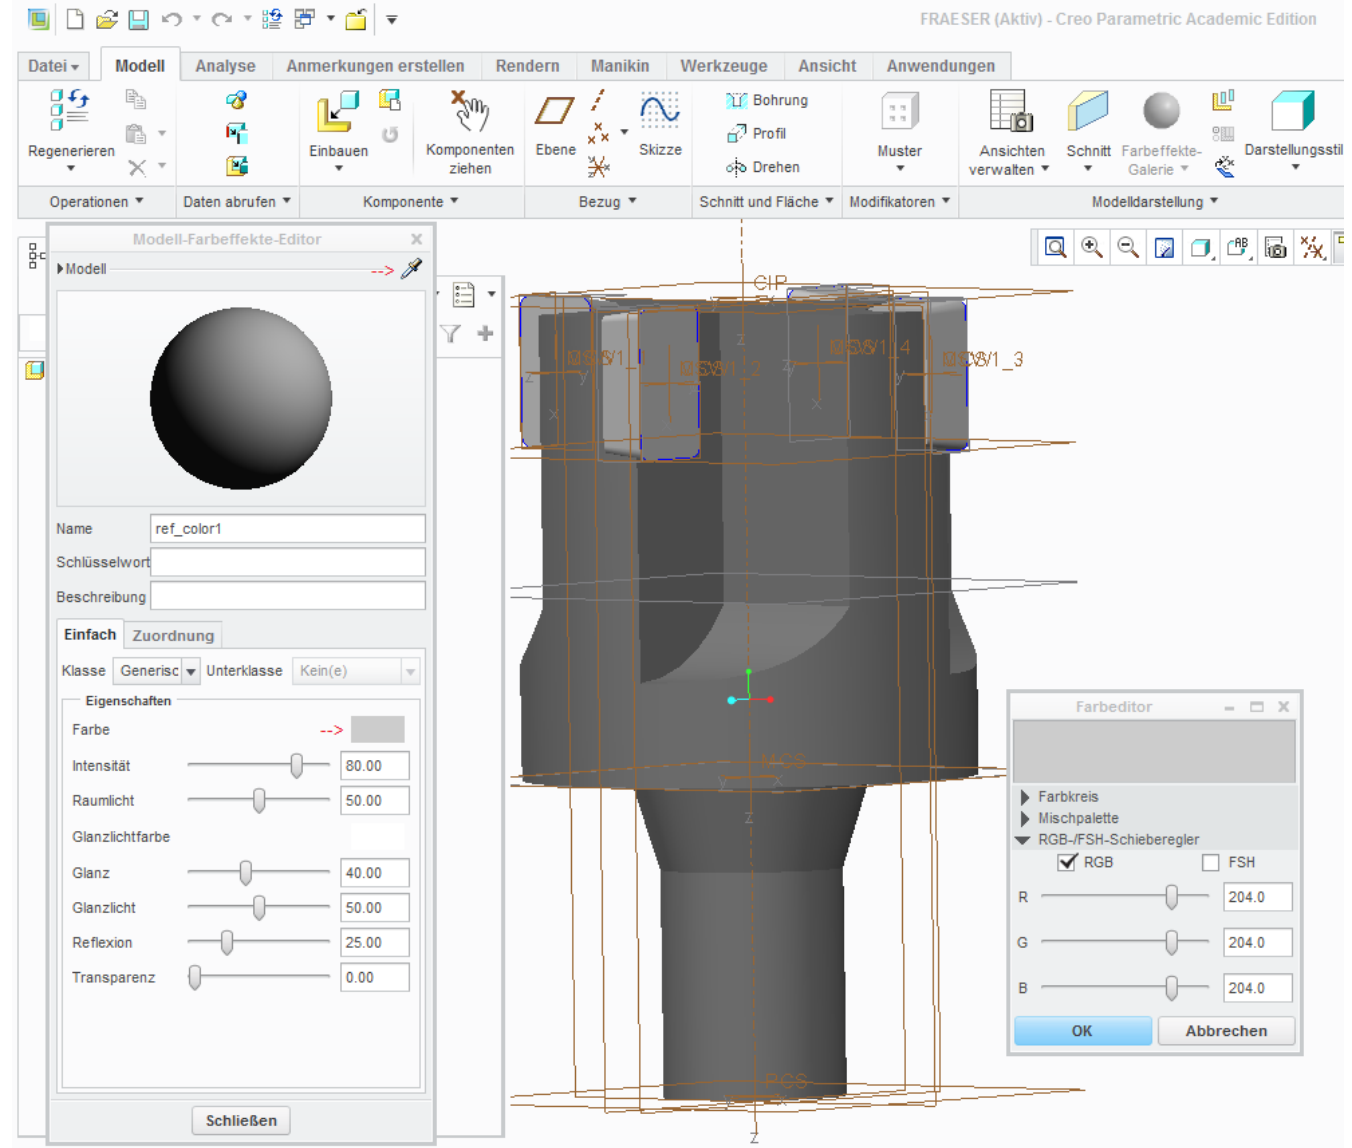 FRAESER (Aktiv) - Creo Parametric Academic Edition
Datei Modell Analyse Anmerkungen erstellen Rendern Manikin Werkzeuge Ansicht Anwendungen
Regenerieren
Einbauen
Komponenten ziehen
Ebene
Skizze
Bohrung
Profil
Drehen
Muster
Ansichten verwalten
Schnitt
Farbeffekte-Galerie
Darstellungsstil
Operationen Daten abrufen Komponente Bezug Schnitt und Fläche Modifikatoren Modelldarstellung
Modell-Farbeffekte-Editor
Modell
-->
Name ref_color1
Schlüsselwort
Beschreibung
Einfach Zuordnung
Klasse Generisc Unterklasse Kein(e)
Eigenschaften
Farbe -->
Intensität 80.00
Raumlicht 50.00
Glanzlichtfarbe
Glanz 40.00
Glanzlicht 50.00
Reflexion 25.00
Transparenz 0.00
Schließen
CIP
z
y
x
MCS
y x
z
PCS
z
Farbeditor
Farbkreis
Mischpalette
RGB-/FSH-Schieberegler
RGB FSH
R 204.0
G 204.0
B 204.0
OK Abbrechen